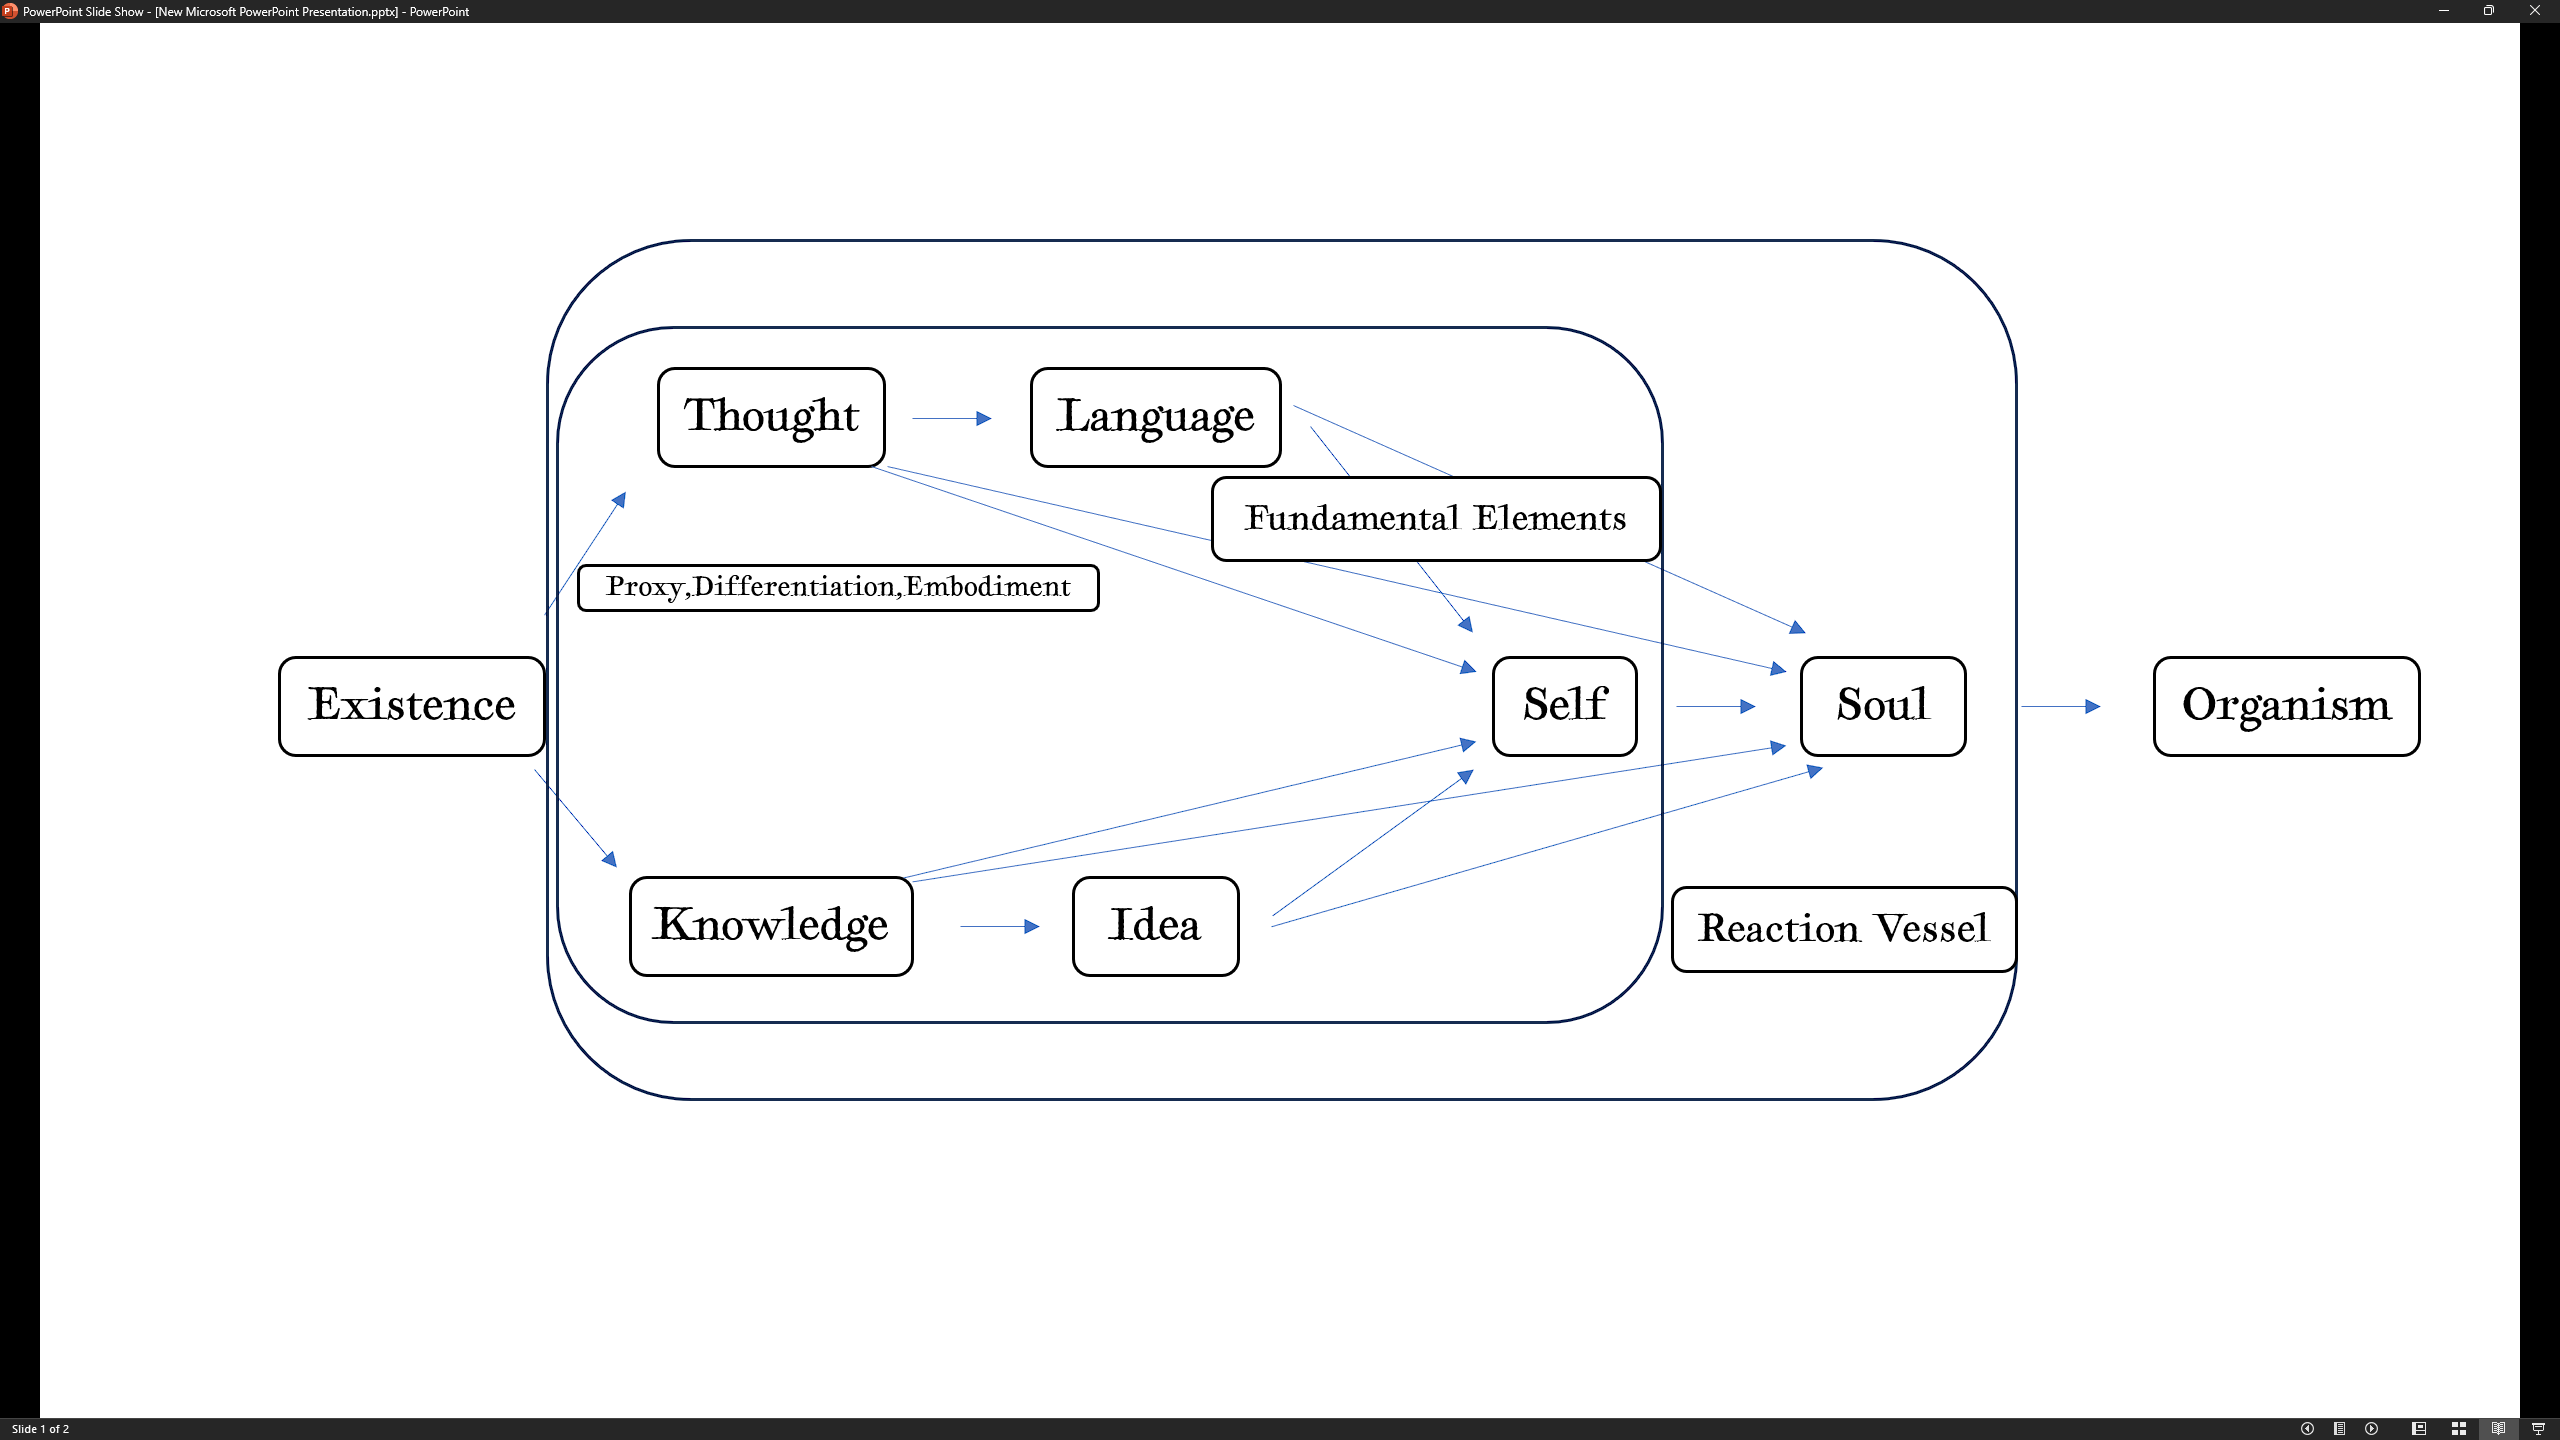 PowerPoint Slide Show - [New Microsoft PowerPoint Presentation.pptx] - PowerPoint
Thought
Language
Fundamental Elements
Proxy,Differentiation,Embodiment
Existence
Self
Soul
Organism
Knowledge
Idea
Reaction Vessel
Slide 1 of 2